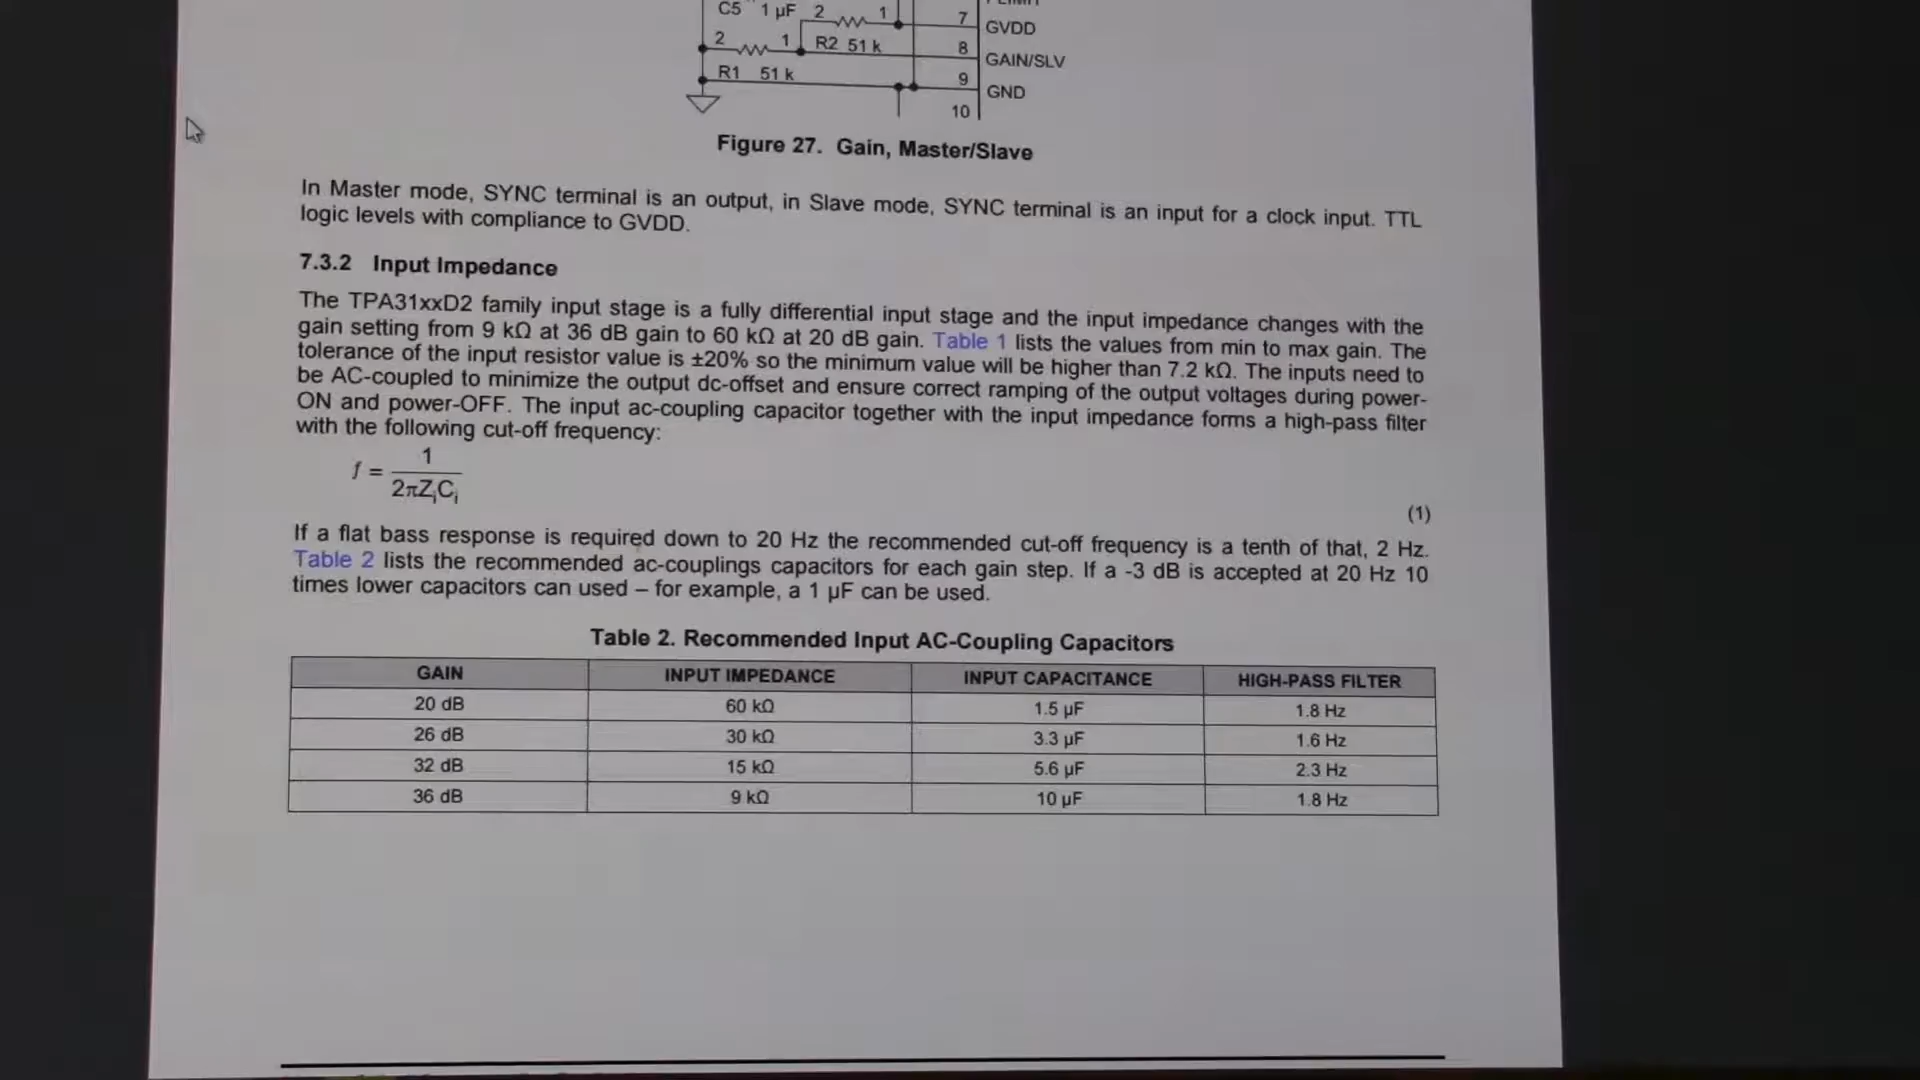 C5 1 µF 2 1
7 GVDD
2 1 R2 51 k 8 GAIN/SLV
R1 51 k 9 GND
10
Figure 27. Gain, Master/Slave
In Master mode, SYNC terminal is an output, in Slave mode, SYNC terminal is an input for a clock input. TTL
logic levels with compliance to GVDD.
7.3.2 Input Impedance
The TPA31xxD2 family input stage is a fully differential input stage and the input impedance changes with the
gain setting from 9 kΩ at 36 dB gain to 60 kΩ at 20 dB gain. Table 1 lists the values from min to max gain. The
tolerance of the input resistor value is ±20% so the minimum value will be higher than 7.2 kΩ. The inputs need to
be AC-coupled to minimize the output dc-offset and ensure correct ramping of the output voltages during power-
ON and power-OFF. The input ac-coupling capacitor together with the input impedance forms a high-pass filter
with the following cut-off frequency:
f = 1 / 2πZiCi
(1)
If a flat bass response is required down to 20 Hz the recommended cut-off frequency is a tenth of that, 2 Hz.
Table 2 lists the recommended ac-couplings capacitors for each gain step. If a -3 dB is accepted at 20 Hz 10
times lower capacitors can used – for example, a 1 µF can be used.
Table 2. Recommended Input AC-Coupling Capacitors
GAIN INPUT IMPEDANCE INPUT CAPACITANCE HIGH-PASS FILTER
20 dB 60 kΩ 1.5 µF 1.8 Hz
26 dB 30 kΩ 3.3 µF 1.6 Hz
32 dB 15 kΩ 5.6 µF 2.3 Hz
36 dB 9 kΩ 10 µF 1.8 Hz